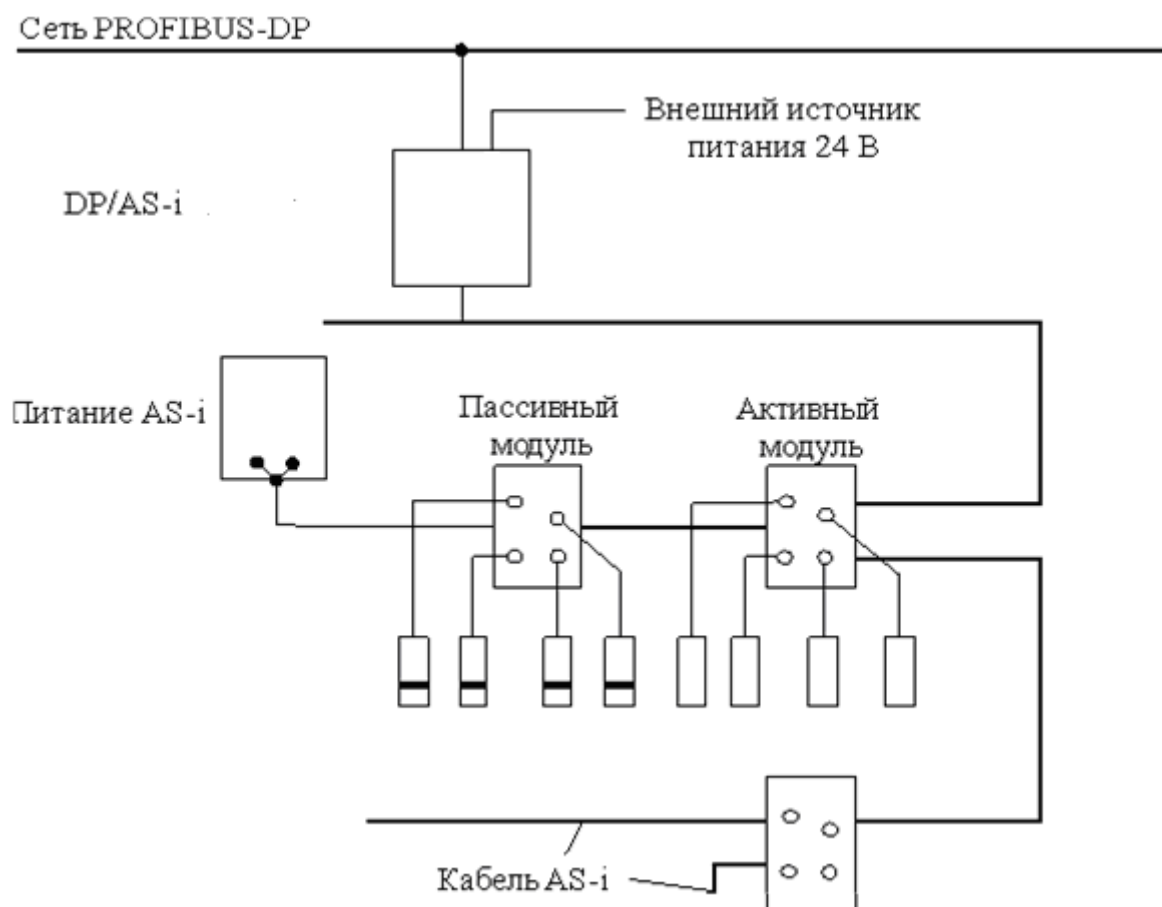 Сеть PROFIBUS-DP
Внешний источник
питания 24 В
DP/AS-i
Питание AS-i
Пассивный
модуль
Активный
модуль
Кабель AS-i